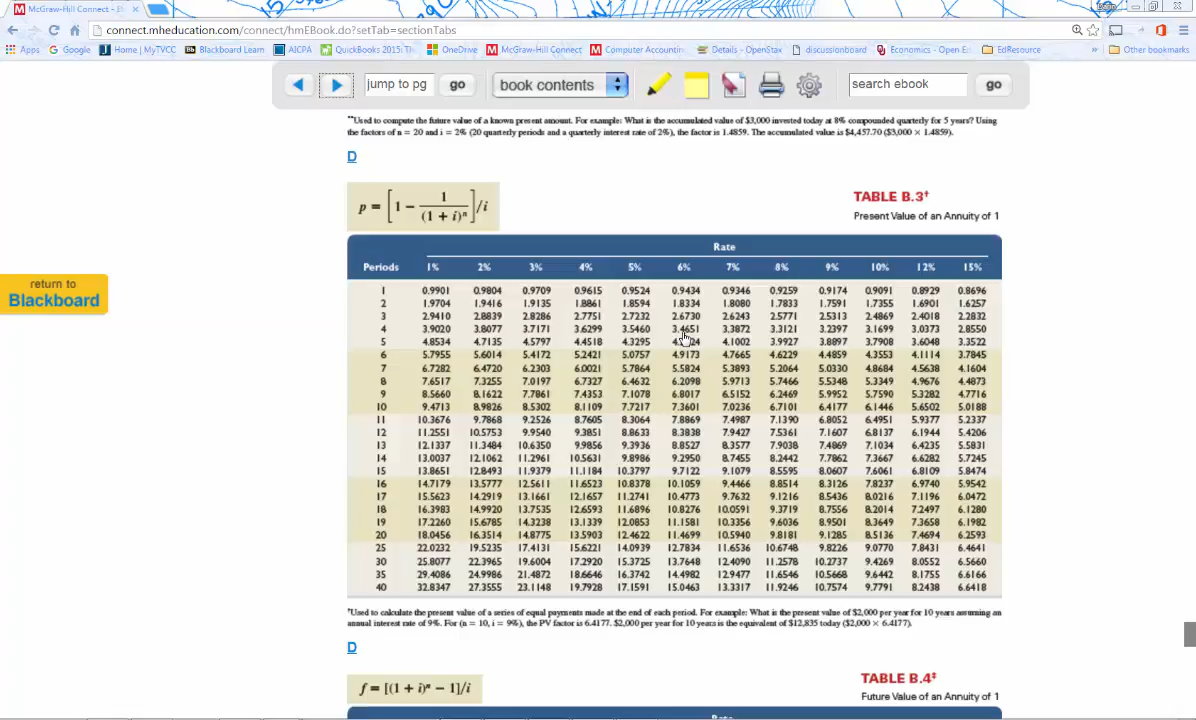 McGraw-Hill Connect - E
connect.mheducation.com/connect/hmEBook.do?setTab=sectionTabs
Apps Google Home | MyTVCC Blackboard Learn AICPA QuickBooks 2015: OneDrive McGraw-Hill Connect Computer Accountin Details - OpenStax discussionboard Economics - Open E EdResource Other bookmarks
jump to pg go book contents search ebook go
**Used to compute the future value of a known present amount. For example: What is the accumulated value of $3,000 invested today at 8% compounded quarterly for 5 years? Using
the factors of n = 20 and i = 2% (20 quarterly periods and a quarterly interest rate of 2%), the factor is 1.4859. The accumulated value is $4,457.70 ($3,000 × 1.4859).
D
p = [1 − 1/(1 + i)ⁿ]/i
TABLE B.3†
Present Value of an Annuity of 1
return to
Blackboard
Rate
Periods 1% 2% 3% 4% 5% 6% 7% 8% 9% 10% 12% 15%
1 0.9901 0.9804 0.9709 0.9615 0.9524 0.9434 0.9346 0.9259 0.9174 0.9091 0.8929 0.8696
2 1.9704 1.9416 1.9135 1.8861 1.8594 1.8334 1.8080 1.7833 1.7591 1.7355 1.6901 1.6257
3 2.9410 2.8839 2.8286 2.7751 2.7232 2.6730 2.6243 2.5771 2.5313 2.4869 2.4018 2.2832
4 3.9020 3.8077 3.7171 3.6299 3.5460 3.4651 3.3872 3.3121 3.2397 3.1699 3.0373 2.8550
5 4.8534 4.7135 4.5797 4.4518 4.3295 4.1002 3.9927 3.8897 3.7908 3.6048 3.3522
6 5.7955 5.6014 5.4172 5.2421 5.0757 4.9173 4.7665 4.6229 4.4859 4.3553 4.1114 3.7845
7 6.7282 6.4720 6.2303 6.0021 5.7864 5.5824 5.3893 5.2064 5.0330 4.8684 4.5638 4.1604
8 7.6517 7.3255 7.0197 6.7327 6.4632 6.2098 5.9713 5.7466 5.5348 5.3349 4.9676 4.4873
9 8.5660 8.1622 7.7861 7.4353 7.1078 6.8017 6.5152 6.2469 5.9952 5.7590 5.3282 4.7716
10 9.4713 8.9826 8.5302 8.1109 7.7217 7.3601 7.0236 6.7101 6.4177 6.1446 5.6502 5.0188
11 10.3676 9.7868 9.2526 8.7605 8.3064 7.8869 7.4987 7.1390 6.8052 6.4951 5.9377 5.2337
12 11.2551 10.5753 9.9540 9.3851 8.8633 8.3838 7.9427 7.5361 7.1607 6.8137 6.1944 5.4206
13 12.1337 11.3484 10.6350 9.9856 9.3936 8.8527 8.3577 7.9038 7.4869 7.1034 6.4235 5.5831
14 13.0037 12.1062 11.2961 10.5631 9.8986 9.2950 8.7455 8.2442 7.7862 7.3667 6.6282 5.7245
15 13.8651 12.8493 11.9379 11.1184 10.3797 9.7122 9.1079 8.5595 8.0607 7.6061 6.8109 5.8474
16 14.7179 13.5777 12.5611 11.6523 10.8378 10.1059 9.4466 8.8514 8.3126 7.8237 6.9740 5.9542
17 15.5623 14.2919 13.1661 12.1657 11.2741 10.4773 9.7632 9.1216 8.5436 8.0216 7.1196 6.0472
18 16.3983 14.9920 13.7535 12.6593 11.6896 10.8276 10.0591 9.3719 8.7556 8.2014 7.2497 6.1280
19 17.2260 15.6785 14.3238 13.1339 12.0853 11.1581 10.3356 9.6036 8.9501 8.3649 7.3658 6.1982
20 18.0456 16.3514 14.8775 13.5903 12.4622 11.4699 10.5940 9.8181 9.1285 8.5136 7.4694 6.2593
25 22.0232 19.5235 17.4131 15.6221 14.0939 12.7834 11.6536 10.6748 9.8226 9.0770 7.8431 6.4641
30 25.8077 22.3965 19.6004 17.2920 15.3725 13.7648 12.4090 11.2578 10.2737 9.4269 8.0552 6.5660
35 29.4086 24.9986 21.4872 18.6646 16.3742 14.4982 12.9477 11.6546 10.5668 9.6442 8.1755 6.6166
40 32.8347 27.3555 23.1148 19.7928 17.1591 15.0463 13.3317 11.9246 10.7574 9.7791 8.2438 6.6418
†Used to calculate the present value of a series of equal payments made at the end of each period. For example: What is the present value of $2,000 per year for 10 years assuming an
annual interest rate of 9%. For (n = 10, i = 9%), the PV factor is 6.4177. $2,000 per year for 10 years is the equivalent of $12,835 today ($2,000 × 6.4177).
D
f = [(1 + i)ⁿ − 1]/i
TABLE B.4‡
Future Value of an Annuity of 1
Rate